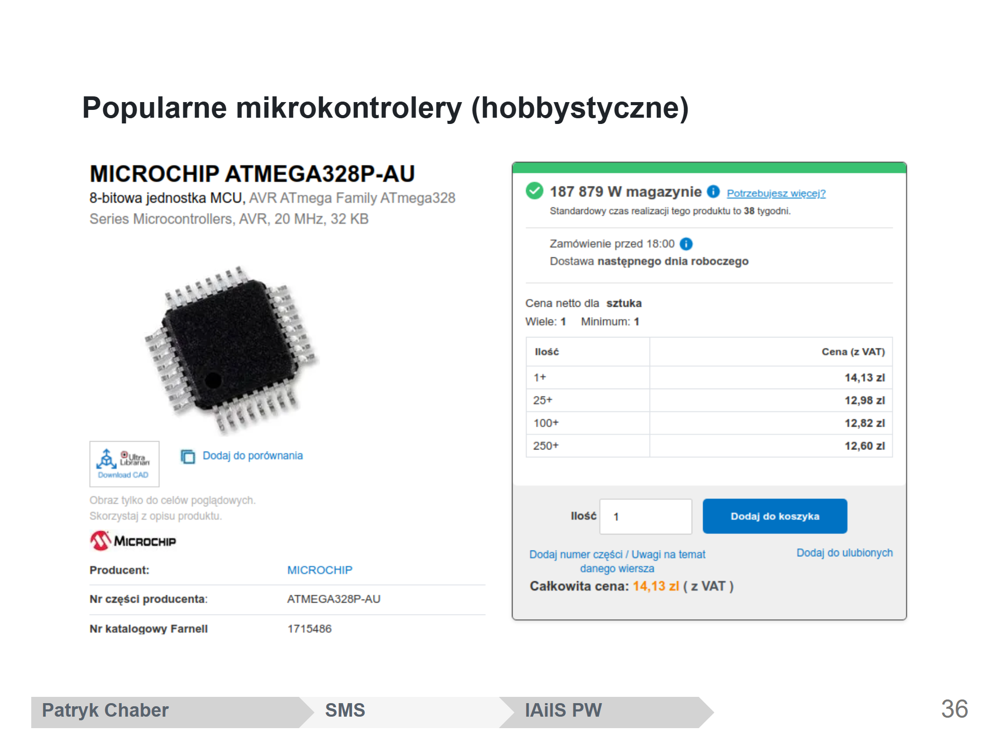 Popularne mikrokontrolery (hobbystyczne)
MICROCHIP ATMEGA328P-AU
8-bitowa jednostka MCU, AVR ATmega Family ATmega328
Series Microcontrollers, AVR, 20 MHz, 32 KB
Ultra
Librarian
Download CAD
Dodaj do porównania
Obraz tylko do celów poglądowych.
Skorzystaj z opisu produktu.
MICROCHIP
Producent: MICROCHIP
Nr części producenta: ATMEGA328P-AU
Nr katalogowy Farnell 1715486
187 879 W magazynie Potrzebujesz więcej?
Standardowy czas realizacji tego produktu to 38 tygodni.
Zamówienie przed 18:00
Dostawa następnego dnia roboczego
Cena netto dla sztuka
Wiele: 1 Minimum: 1
Ilość Cena (z VAT)
1+ 14,13 zl
25+ 12,98 zl
100+ 12,82 zl
250+ 12,60 zl
Ilość 1 Dodaj do koszyka
Dodaj numer części / Uwagi na temat
danego wiersza
Dodaj do ulubionych
Całkowita cena: 14,13 zl ( z VAT )
Patryk Chaber SMS IAiIS PW 36